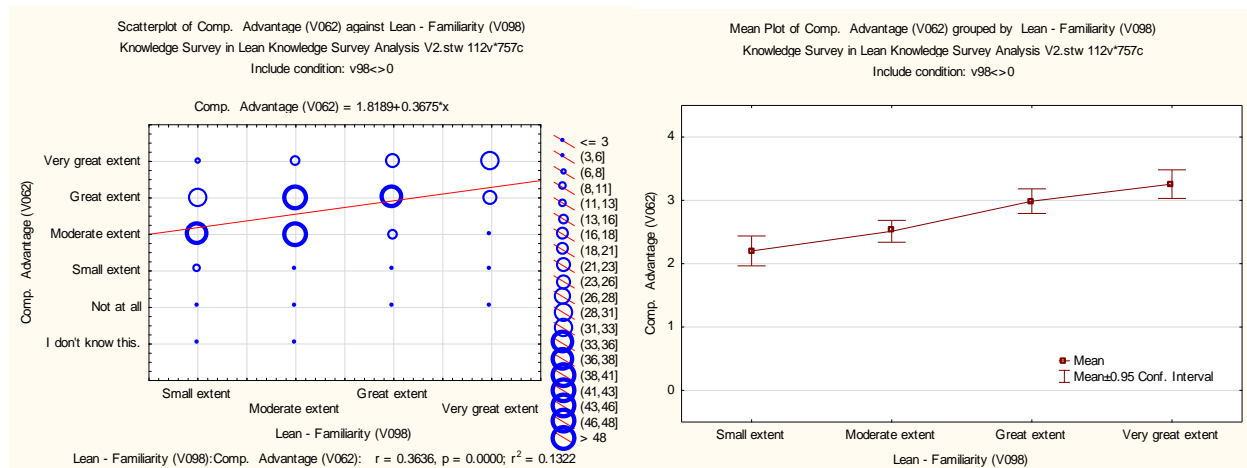 Scatterplot of Comp. Advantage (V062) against Lean - Familiarity (V098)
Knowledge Survey in Lean Knowledge Survey Analysis V2.stw 112v*757c
Include condition: v98<>0
Comp. Advantage (V062) = 1.8189+0.3675*x
Comp. Advantage (V062)
Very great extent
Great extent
Moderate extent
Small extent
Not at all
I don't know this.
Small extent
Moderate extent
Great extent
Very great extent
Lean - Familiarity (V098)
Lean - Familiarity (V098):Comp. Advantage (V062): r = 0.3636, p = 0.0000; r² = 0.1322
<= 3
(3,6]
(6,8]
(8,11]
(11,13]
(13,16]
(16,18]
(18,21]
(21,23]
(23,26]
(26,28]
(28,31]
(31,33]
(33,36]
(36,38]
(38,41]
(41,43]
(43,46]
(46,48]
> 48
Mean Plot of Comp. Advantage (V062) grouped by Lean - Familiarity (V098)
Knowledge Survey in Lean Knowledge Survey Analysis V2.stw 112v*757c
Include condition: v98<>0
Comp. Advantage (V062)
4
3
2
1
0
Mean
Mean±0.95 Conf. Interval
Small extent
Moderate extent
Great extent
Very great extent
Lean - Familiarity (V098)